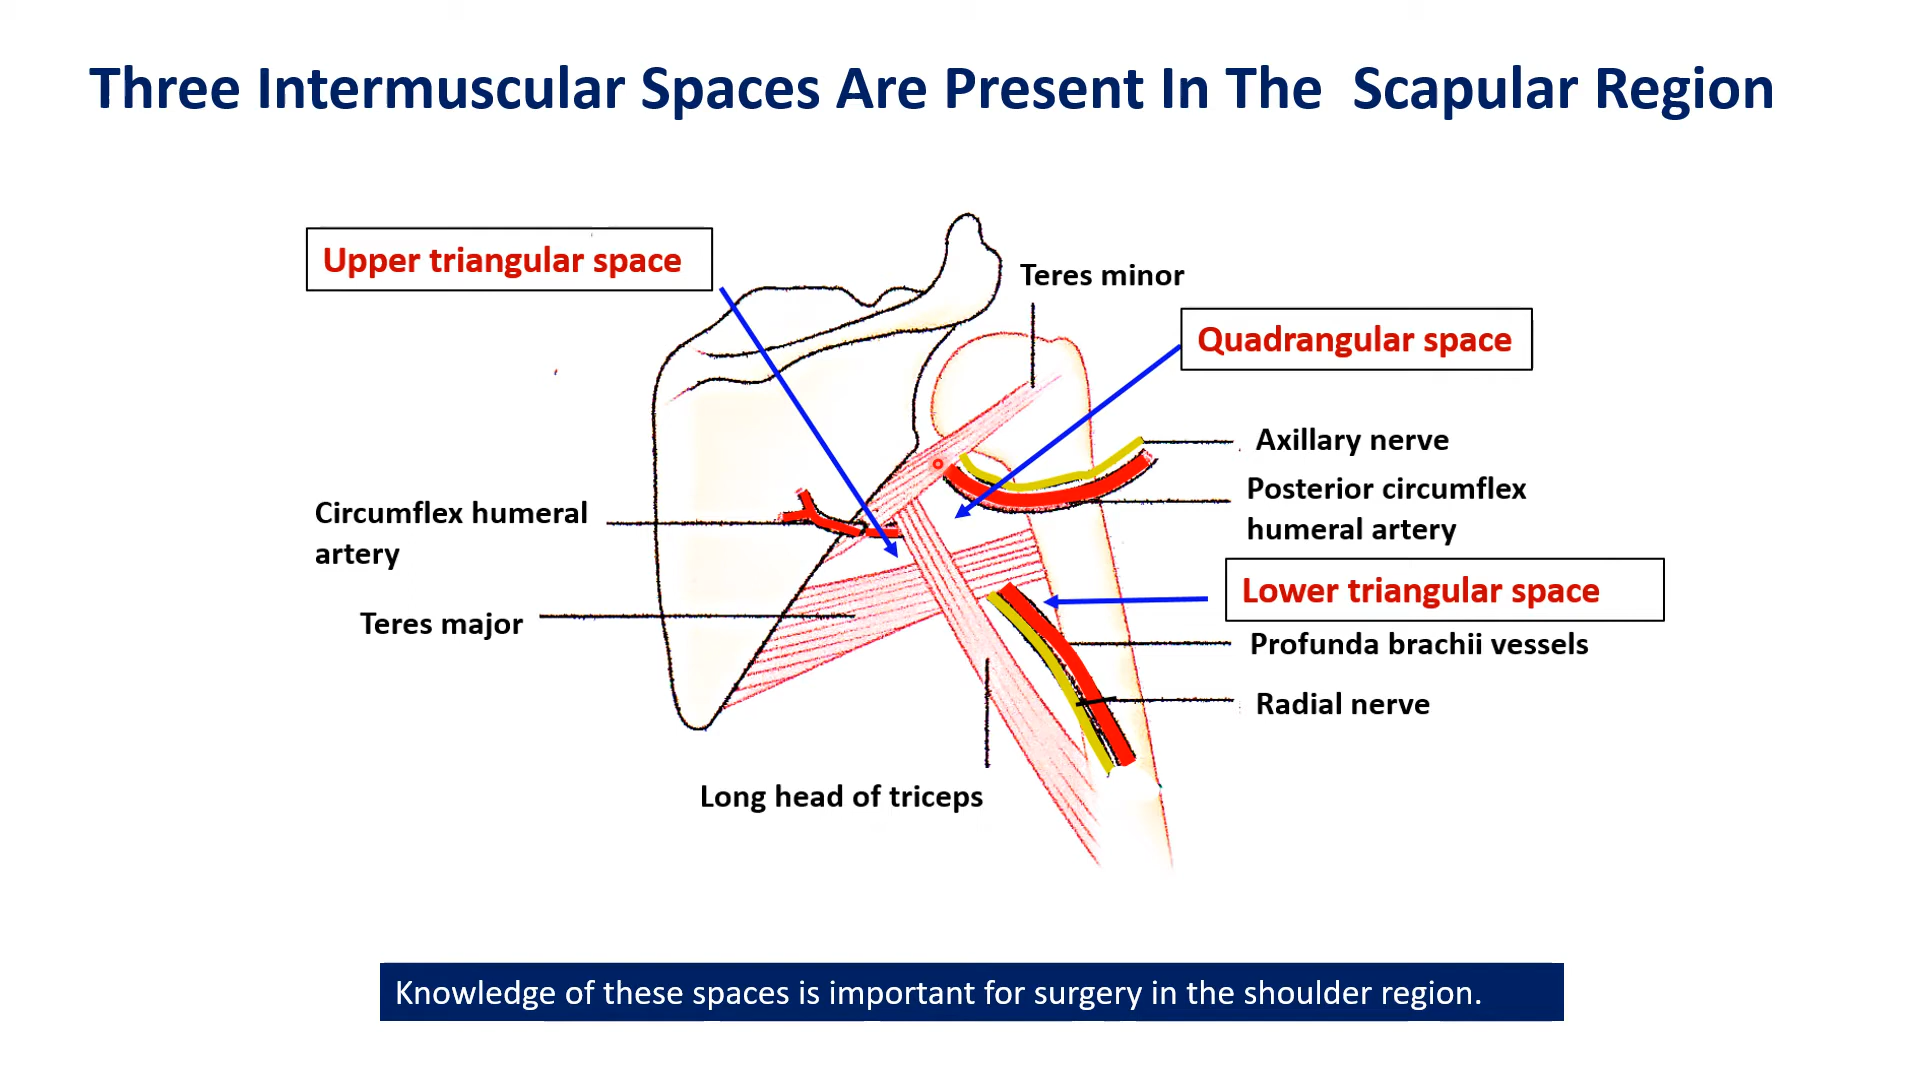 Three Intermuscular Spaces Are Present In The Scapular Region
Upper triangular space
Teres minor
Quadrangular space
Axillary nerve
Posterior circumflex
humeral artery
Circumflex humeral
artery
Lower triangular space
Teres major
Profunda brachii vessels
Radial nerve
Long head of triceps
Knowledge of these spaces is important for surgery in the shoulder region.